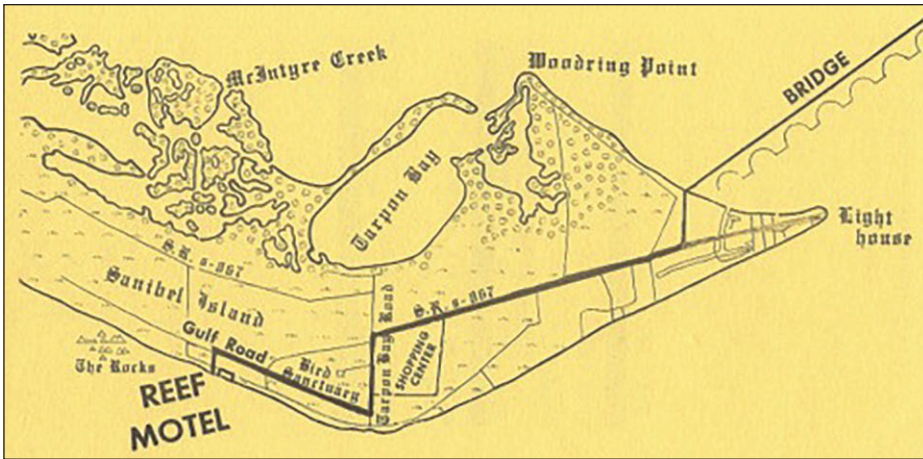 McIntyre Creek
Woodring Point
BRIDGE
Tarpon Bay
Light
house
S.R. s-867
Sanibel Island
S.R. s-867
Gulf Road
Tarpon Bay Road
Bird
Sanctuary
SHOPPING
CENTER
The Rocks
REEF
MOTEL